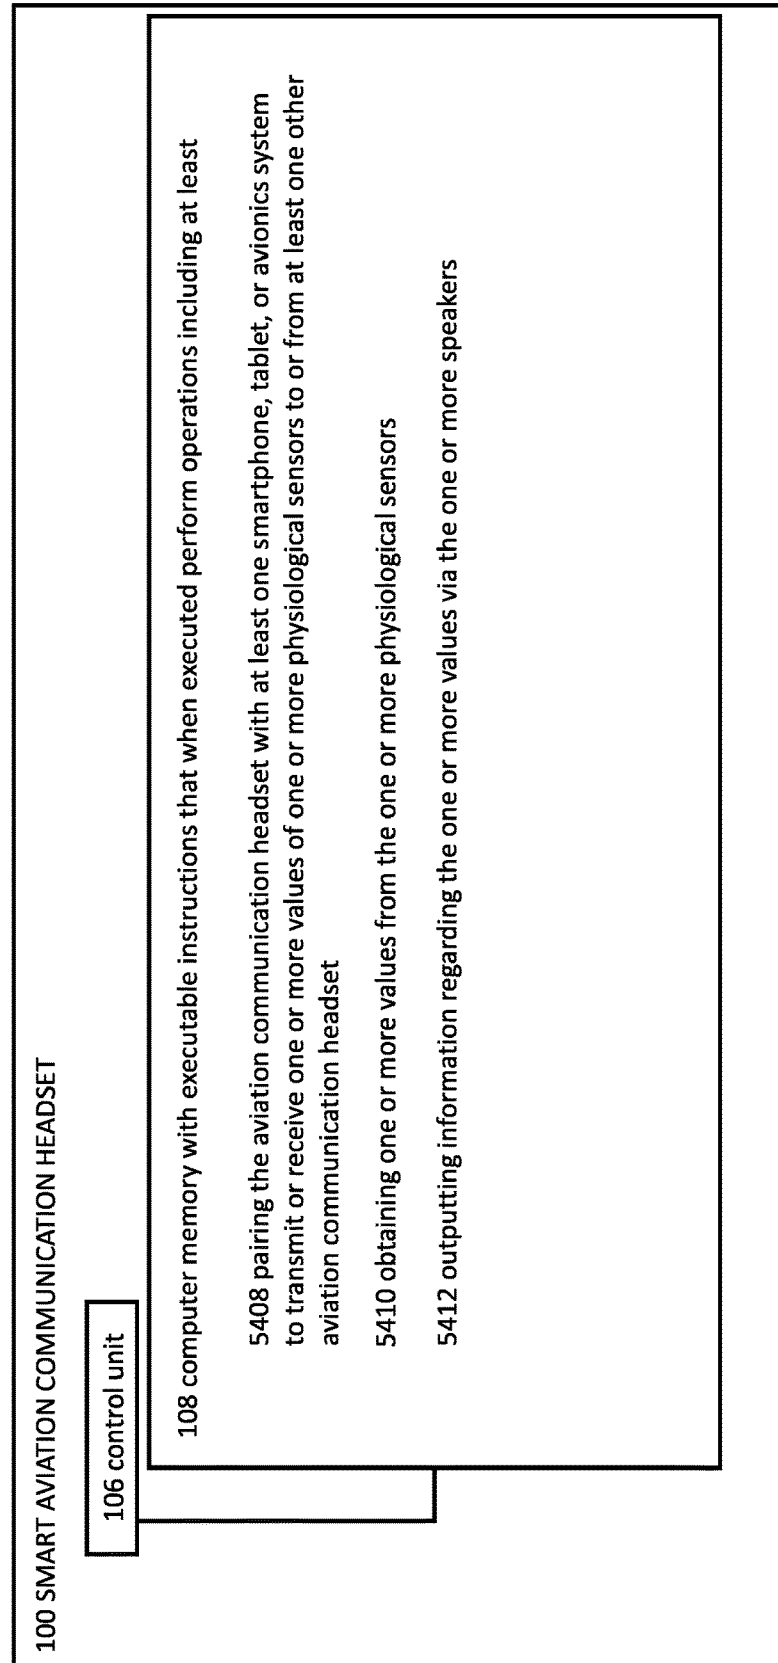 100 SMART AVIATION COMMUNICATION HEADSET
106 control unit
108 computer memory with executable instructions that when executed perform operations including at least
5408 pairing the aviation communication headset with at least one smartphone, tablet, or avionics system
to transmit or receive one or more values of one or more physiological sensors to or from at least one other
aviation communication headset
5410 obtaining one or more values from the one or more physiological sensors
5412 outputting information regarding the one or more values via the one or more speakers